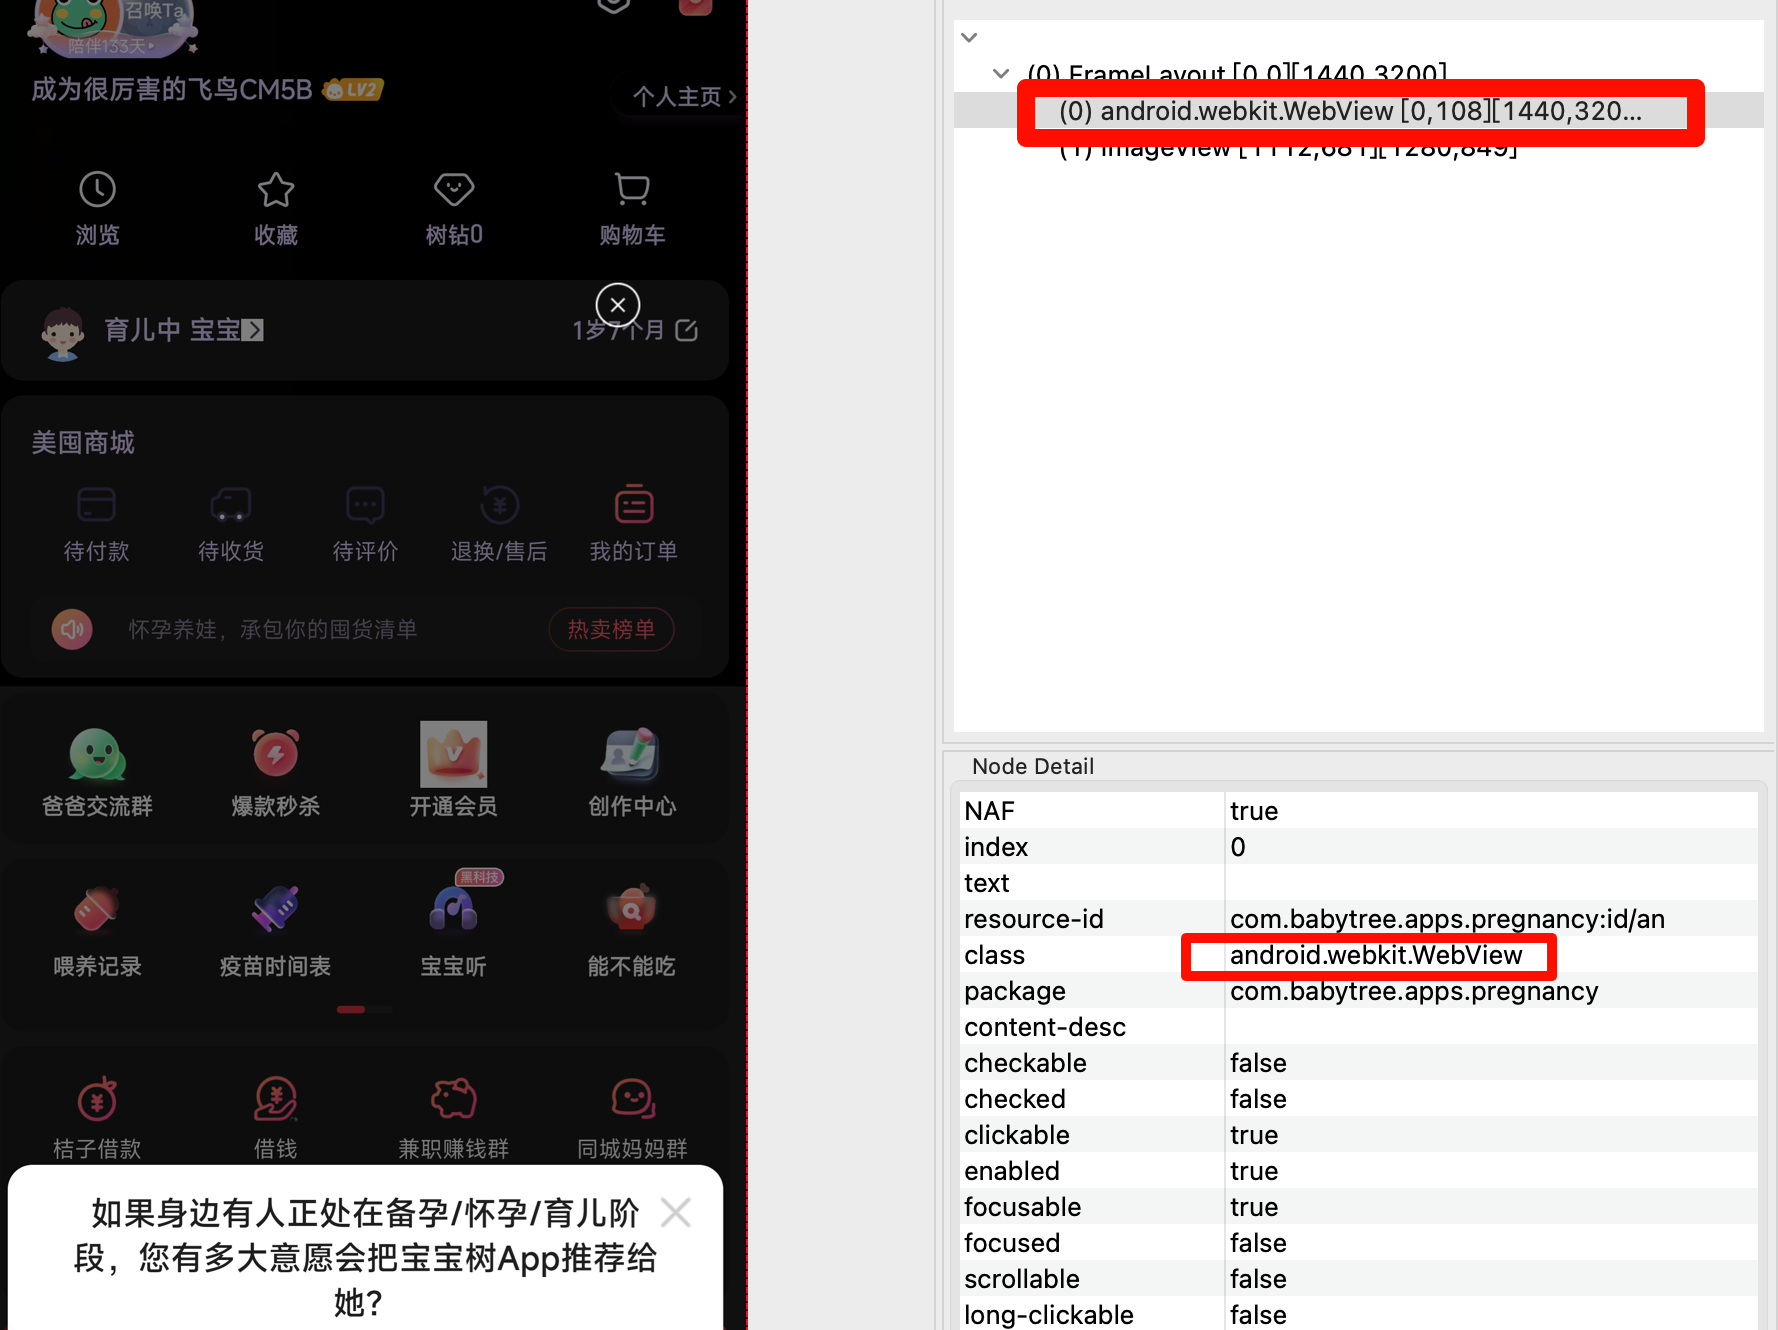 召唤Ta
陪伴133天
成为很厉害的飞鸟CM5B LV2
个人主页
浏览
收藏
树钻0
购物车
育儿中 宝宝
1岁7个月
美囤商城
待付款
待收货
待评价
退换/售后
我的订单
怀孕养娃，承包你的囤货清单
热卖榜单
爸爸交流群
爆款秒杀
开通会员
创作中心
黑科技
喂养记录
疫苗时间表
宝宝听
能不能吃
桔子借款
借钱
兼职赚钱群
同城妈妈群
如果身边有人正处在备孕/怀孕/育儿阶
段，您有多大意愿会把宝宝树App推荐给
她？
(0) FrameLayout [0,0][1440,3200]
(0) android.webkit.WebView [0,108][1440,320...
(1) ImageView [1112,681][1280,849]
Node Detail
NAF true
index 0
text
resource-id com.babytree.apps.pregnancy:id/an
class android.webkit.WebView
package com.babytree.apps.pregnancy
content-desc
checkable false
checked false
clickable true
enabled true
focusable true
focused false
scrollable false
long-clickable false